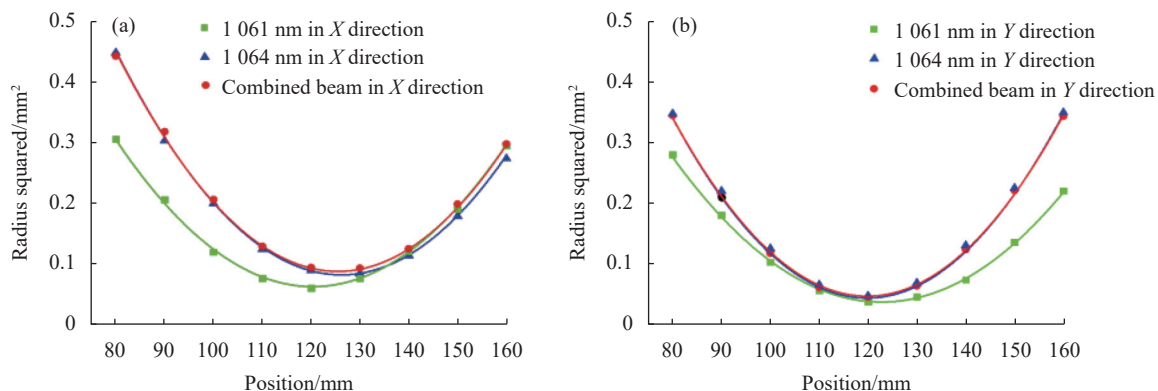 (a)
1 061 nm in X direction
1 064 nm in X direction
Combined beam in X direction
Radius squared/mm²
0.5
0.4
0.3
0.2
0.1
0
80 90 100 110 120 130 140 150 160
Position/mm
(b)
1 061 nm in Y direction
1 064 nm in Y direction
Combined beam in Y direction
Radius squared/mm²
0.5
0.4
0.3
0.2
0.1
0
80 90 100 110 120 130 140 150 160
Position/mm